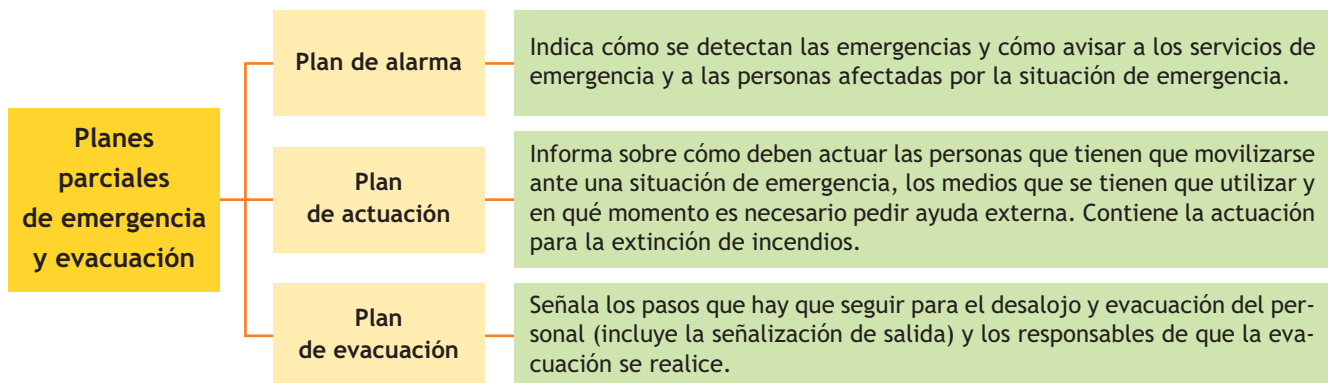 Planes
parciales
de emergencia
y evacuación
Plan de alarma
Indica cómo se detectan las emergencias y cómo avisar a los servicios de
emergencia y a las personas afectadas por la situación de emergencia.
Plan
de actuación
Informa sobre cómo deben actuar las personas que tienen que movilizarse
ante una situación de emergencia, los medios que se tienen que utilizar y
en qué momento es necesario pedir ayuda externa. Contiene la actuación
para la extinción de incendios.
Plan
de evacuación
Señala los pasos que hay que seguir para el desalojo y evacuación del per-
sonal (incluye la señalización de salida) y los responsables de que la eva-
cuación se realice.